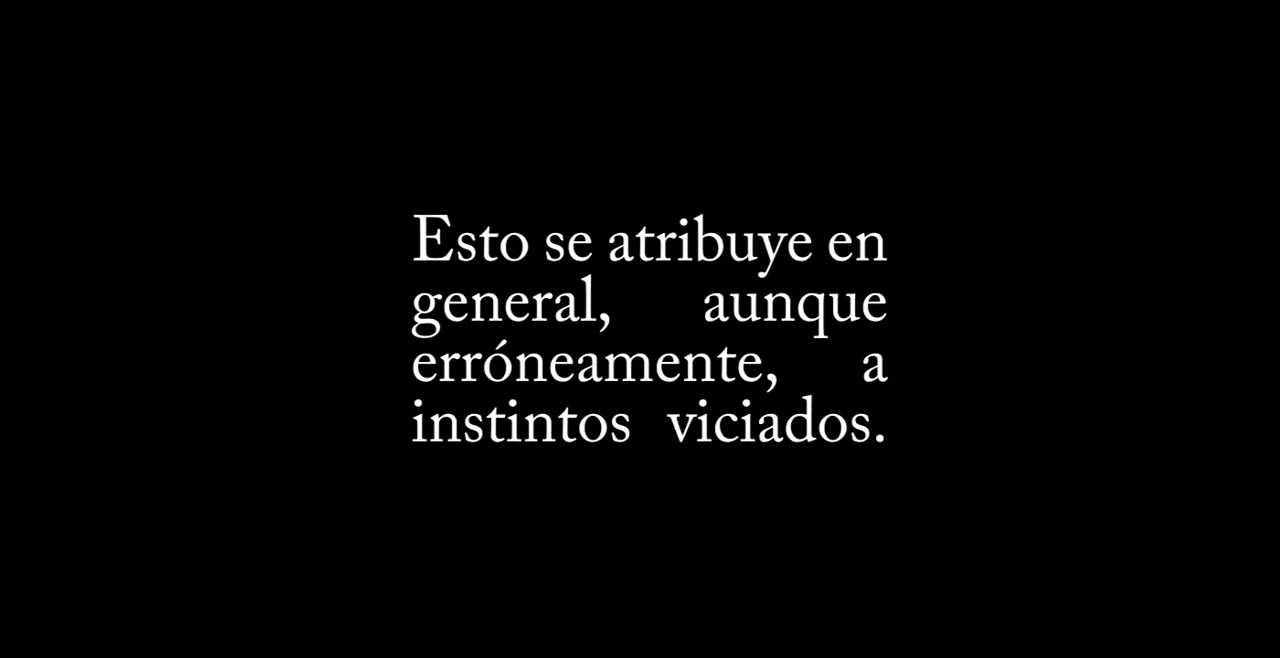 Esto se atribuye en
general, aunque
erróneamente, a
instintos viciados.